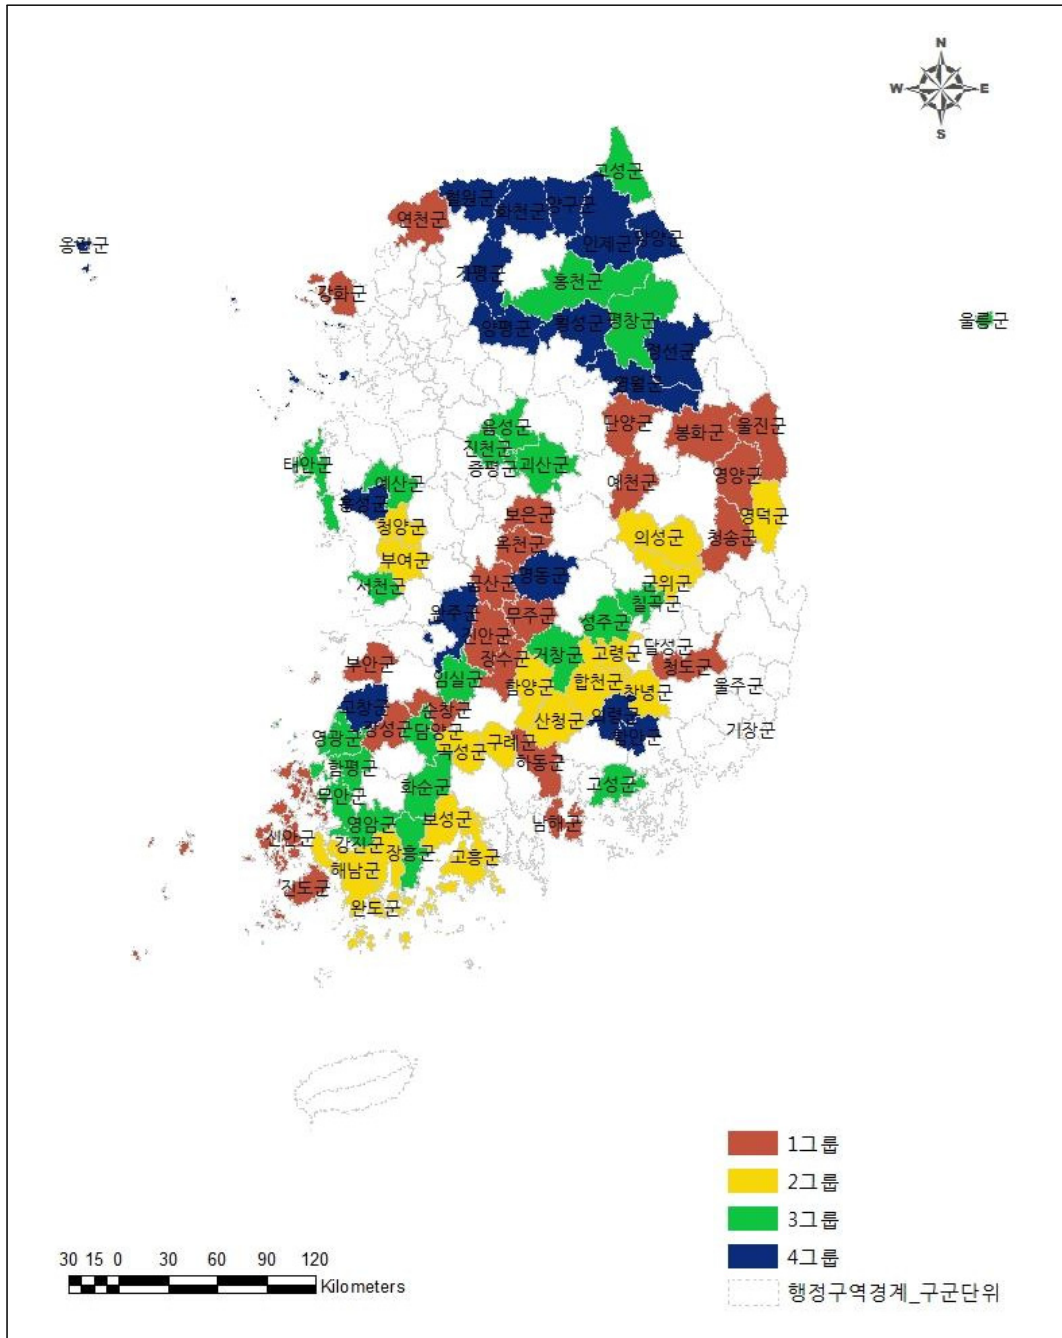 N
W
E
S
고성군
철원군
화천군
양구군
연천군
옹진군
인제군
양양군
가평군
홍천군
강화군
울릉군
평창군
횡성군
양평군
정선군
영월군
단양군
음성군
봉화군
울진군
진천군
태안군
괴산군
증평군
영양군
예산군
예천군
홍성군
보은군
영덕군
청양군
청송군
의성군
옥천군
부여군
영동군
금산군
군위군
서천군
칠곡군
완주군
무주군
성주군
진안군
달성군
거창군
고령군
장수군
부안군
청도군
임실군
합천군
울주군
함양군
창녕군
고창군
순창군
의령군
산청군
장성군
담양군
기장군
영광군
함안군
구례군
곡성군
하동군
함평군
고성군
화순군
무안군
보성군
남해군
영암군
신안군
강진군
장흥군
고흥군
해남군
진도군
완도군
1그룹
2그룹
3그룹
4그룹
행정구역경계_구군단위
30 15 0 30 60 90 120
Kilometers